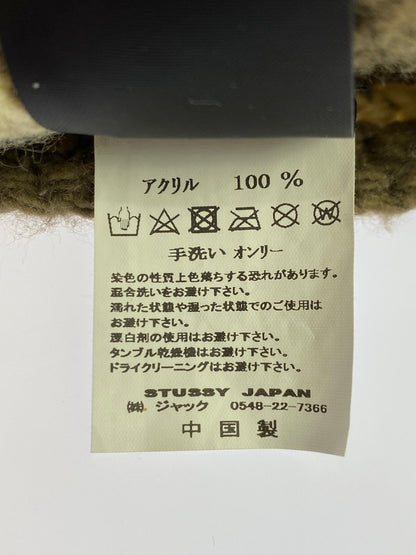 アクリル 100 %
手洗い オンリー
染色の性質上色落ちする恐れがあります。
混合洗いをお避け下さい。
濡れた状態や湿った状態でのご使用は
お避け下さい。
漂白剤の使用はお避け下さい。
タンブル乾燥機はお避け下さい。
ドライクリーニングはお避け下さい。
STUSSY JAPAN
㈱ ジャック 0548-22-7366
中国製